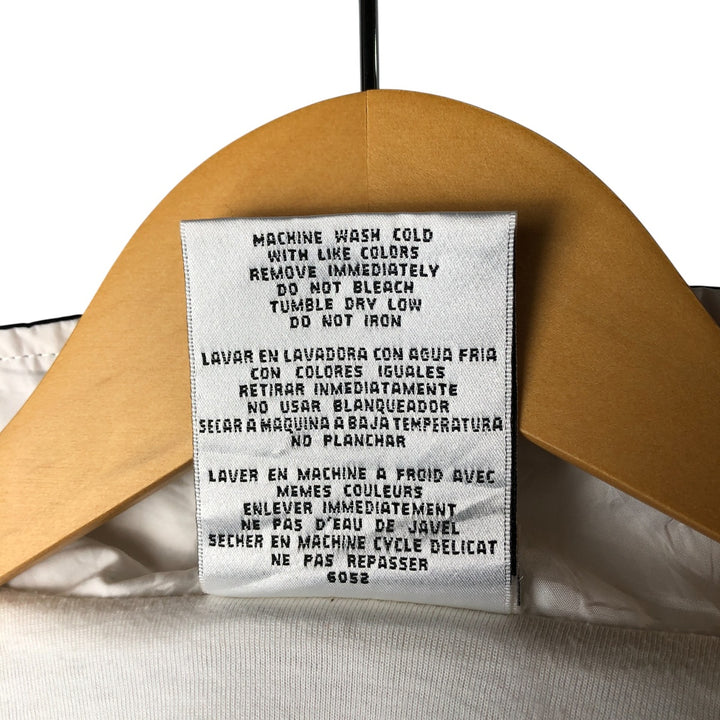 MACHINE WASH COLD
WITH LIKE COLORS
REMOVE IMMEDIATELY
DO NOT BLEACH
TUMBLE DRY LOW
DO NOT IRON
LAVAR EN LAVADORA CON AGUA FRIA
CON COLORES IGUALES
RETIRAR INMEDIATAMENTE
NO USAR BLANQUEADOR
SECAR A MAQUINA A BAJA TEMPERATURA
NO PLANCHAR
LAVER EN MACHINE A FROID AVEC
MEMES COULEURS
ENLEVER IMMEDIATEMENT
NE PAS D'EAU DE JAVEL
SECHER EN MACHINE CYCLE DELICAT
NE PAS REPASSER
6052